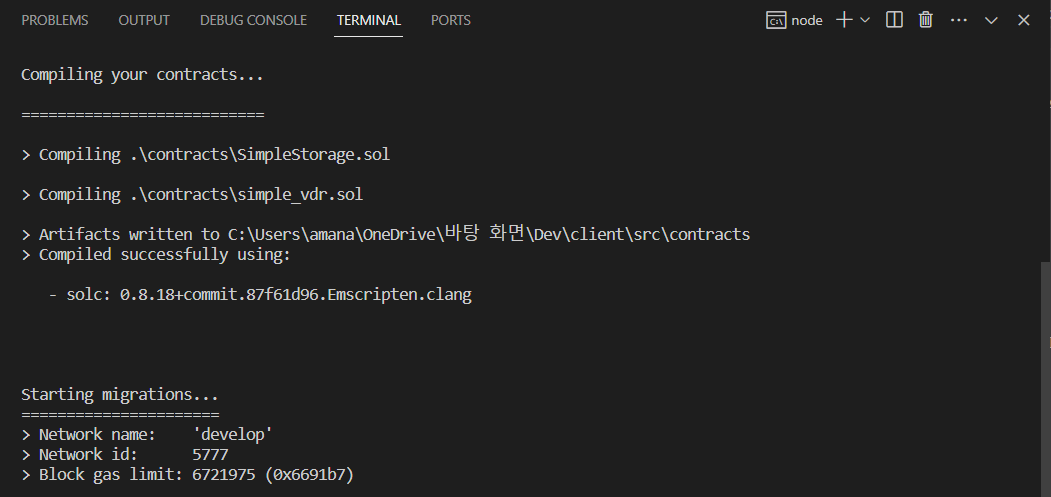 PROBLEMS OUTPUT DEBUG CONSOLE TERMINAL PORTS node
Compiling your contracts...
===========================
> Compiling .\contracts\SimpleStorage.sol
> Compiling .\contracts\simple_vdr.sol
> Artifacts written to C:\Users\amana\OneDrive\바탕 화면\Dev\client\src\contracts
> Compiled successfully using:
- solc: 0.8.18+commit.87f61d96.Emscripten.clang
Starting migrations...
======================
> Network name: 'develop'
> Network id: 5777
> Block gas limit: 6721975 (0x6691b7)